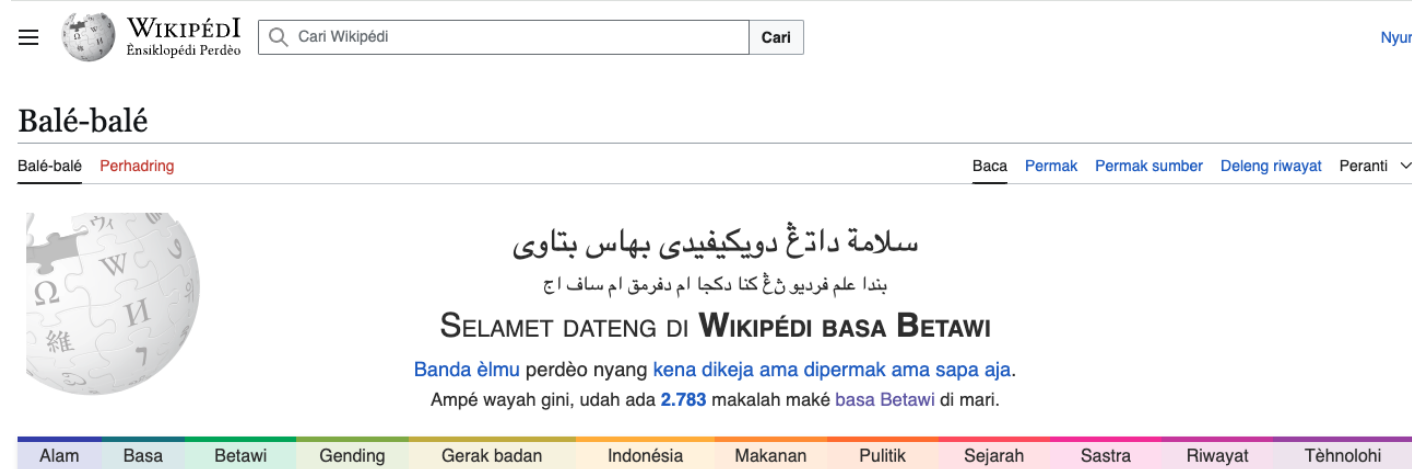 WIKIPÉDI
Énsiklopédi Perdèo
Cari Wikipédi
Cari
Nyur
Balé-balé
Balé-balé Perhadring
Baca Permak Permak sumber Deleng riwayat Peranti
سلامة داتڠ دويكيفيدى بهاس بتاوى
بندا علم فرديو ڽڠ كنا دكجا ام دفرمق ام ساف اج
SELAMET DATENG DI WIKIPÉDI BASA BETAWI
Banda èlmu perdèo nyang kena dikeja ama dipermak ama sapa aja.
Ampé wayah gini, udah ada 2.783 makalah maké basa Betawi di mari.
Alam Basa Betawi Gending Gerak badan Indonésia Makanan Pulitik Sejarah Sastra Riwayat Tèhnolohi